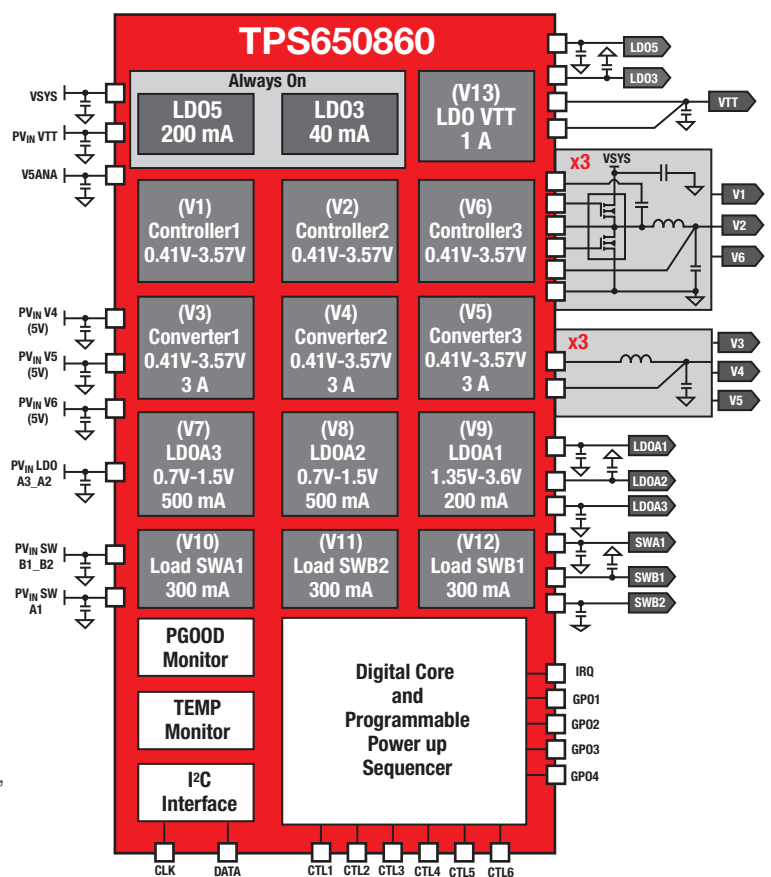 TPS650860
Always On
LDO5
200 mA
LDO3
40 mA
(V13)
LDO VTT
1 A
(V1)
Controller1
0.41V-3.57V
(V2)
Controller2
0.41V-3.57V
(V6)
Controller3
0.41V-3.57V
(V3)
Converter1
0.41V-3.57V
3 A
(V4)
Converter2
0.41V-3.57V
3 A
(V5)
Converter3
0.41V-3.57V
3 A
(V7)
LDOA3
0.7V-1.5V
500 mA
(V8)
LDOA2
0.7V-1.5V
500 mA
(V9)
LDOA1
1.35V-3.6V
200 mA
(V10)
Load SWA1
300 mA
(V11)
Load SWB2
300 mA
(V12)
Load SWB1
300 mA
PGOOD
Monitor
TEMP
Monitor
I²C
Interface
Digital Core
and
Programmable
Power up
Sequencer
VSYS
PVIN VTT
V5ANA
PVIN V4
(5V)
PVIN V5
(5V)
PVIN V6
(5V)
PVIN LDO
A3_A2
PVIN SW
B1_B2
PVIN SW
A1
,
LDO5
LDO3
VTT
x3
VSYS
V1
V2
V6
x3
V3
V4
V5
LDOA1
LDOA2
LDOA3
SWA1
SWB1
SWB2
IRQ
GPO1
GPO2
GPO3
GPO4
CLK
DATA
CTL1
CTL2
CTL3
CTL4
CTL5
CTL6